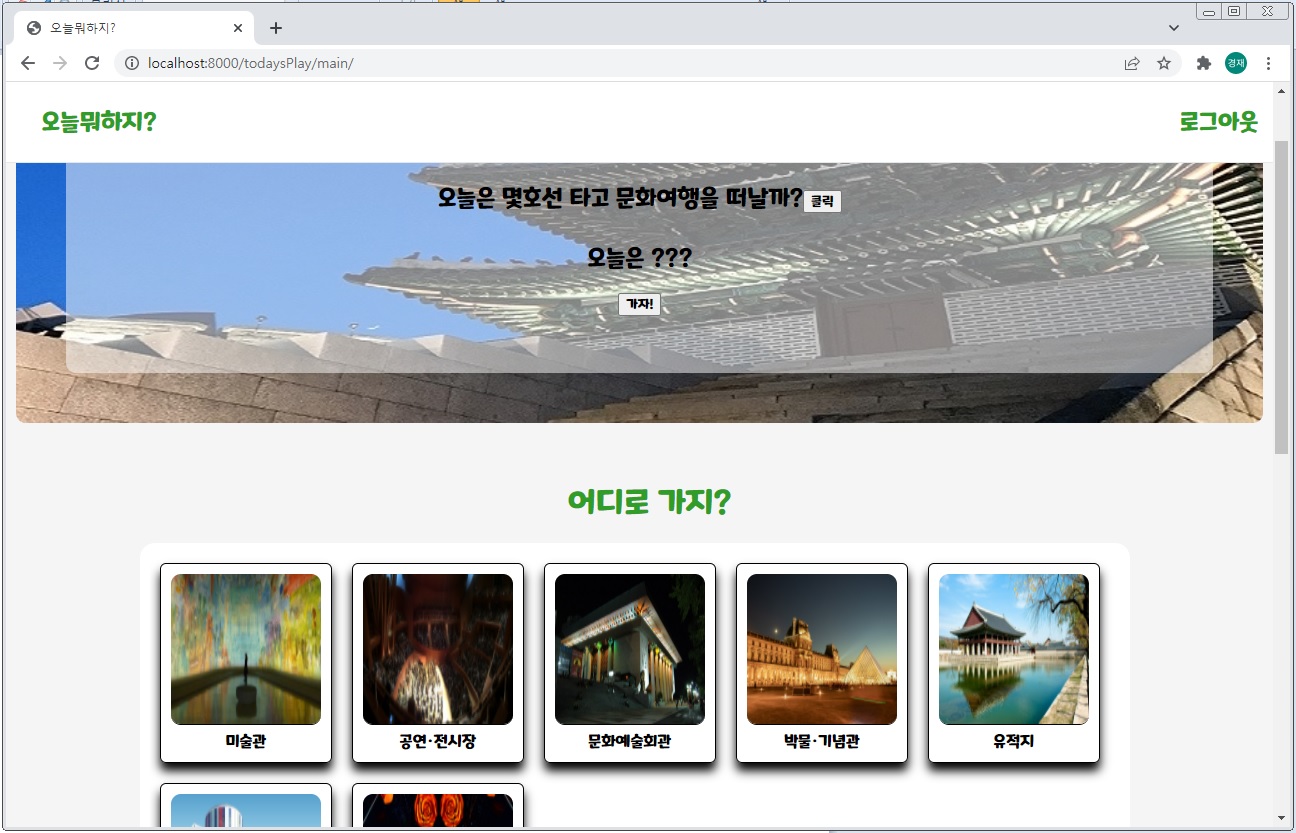 오늘뭐하지?
localhost:8000/todaysPlay/main/
경재
오늘뭐하지? 로그아웃
오늘은 몇호선 타고 문화여행을 떠날까? 클릭
오늘은 ???
가자!
어디로 가지?
미술관 공연·전시장 문화예술회관 박물·기념관 유적지